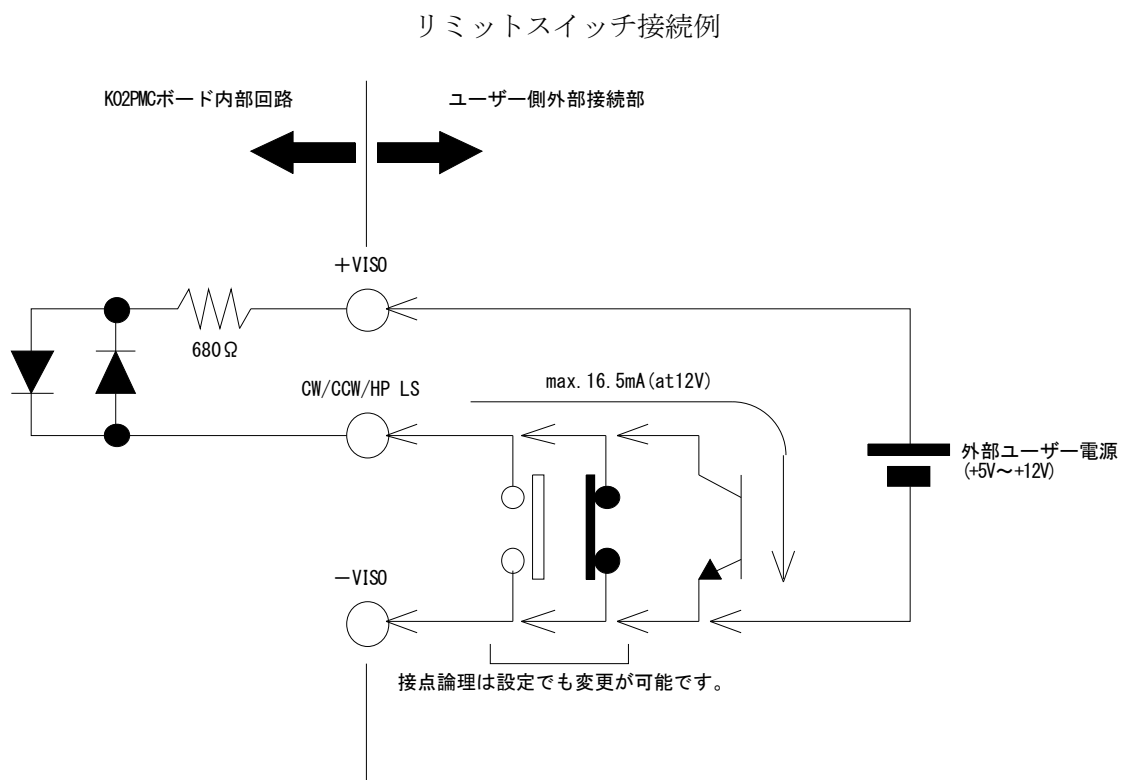 リミットスイッチ接続例
K02PMCボード内部回路
ユーザー側外部接続部
+VISO
680Ω
CW/CCW/HP LS
max.16.5mA(at12V)
外部ユーザー電源
(+5V～+12V)
-VISO
接点論理は設定でも変更が可能です。